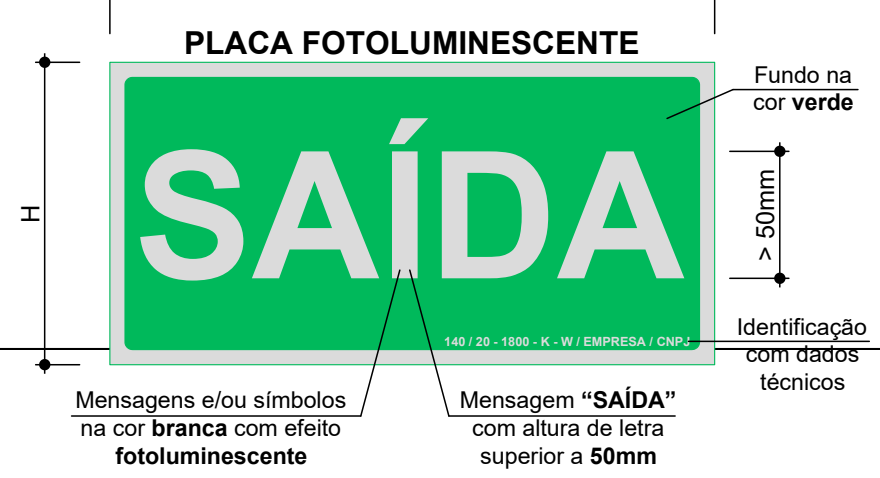 PLACA FOTOLUMINESCENTE
Fundo na
cor verde
SAÍDA
H
> 50mm
140 / 20 - 1800 - K - W / EMPRESA / CNPJ
Identificação
com dados
técnicos
Mensagens e/ou símbolos
na cor branca com efeito
fotoluminescente
Mensagem “SAÍDA”
com altura de letra
superior a 50mm